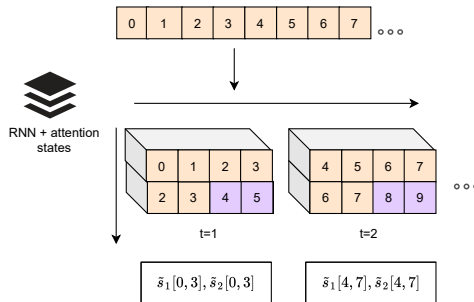 0 1 2 3 4 5 6 7
RNN + attention
states
0 1 2 3
2 3 4 5
t=1
4 5 6 7
6 7 8 9
t=2
s̃₁[0, 3], s̃₂[0, 3]
s̃₁[4, 7], s̃₂[4, 7]